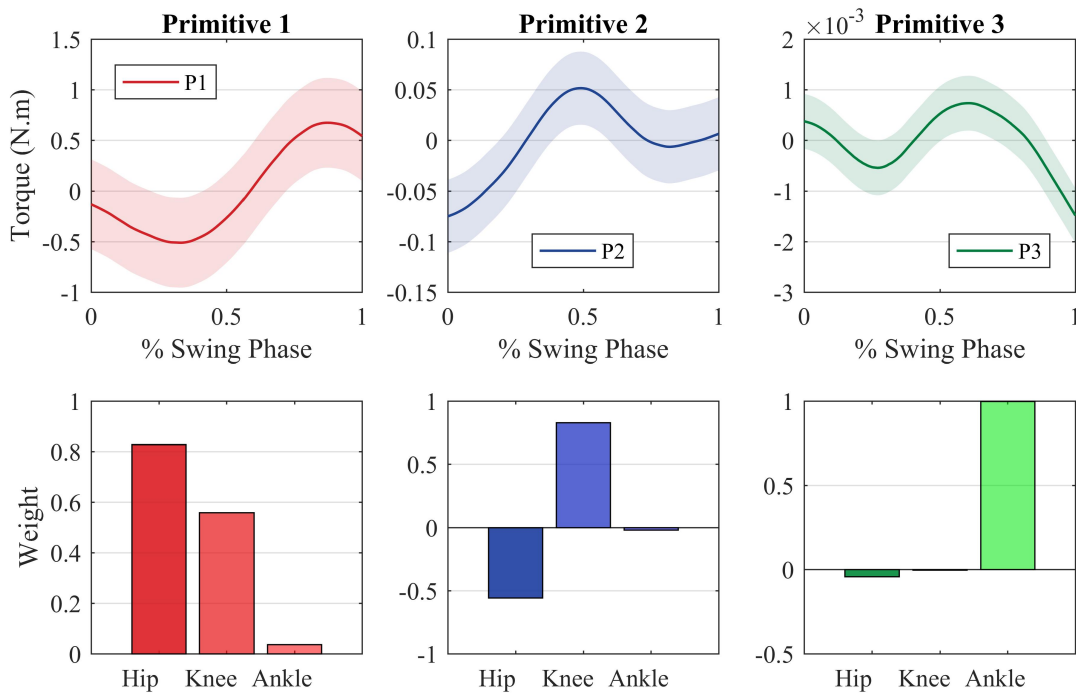 Primitive 1
Torque (N.m)
1.5
1
0.5
0
-0.5
-1
P1
0 0.5 1
% Swing Phase
Primitive 2
0.1
0.05
0
-0.05
-0.1
-0.15
P2
0 0.5 1
% Swing Phase
×10⁻³ Primitive 3
2
1
0
-1
-2
-3
P3
0 0.5 1
% Swing Phase
Weight
1
0.8
0.6
0.4
0.2
0
Hip Knee Ankle
1
0.5
0
-0.5
-1
Hip Knee Ankle
1
0.5
0
-0.5
Hip Knee Ankle